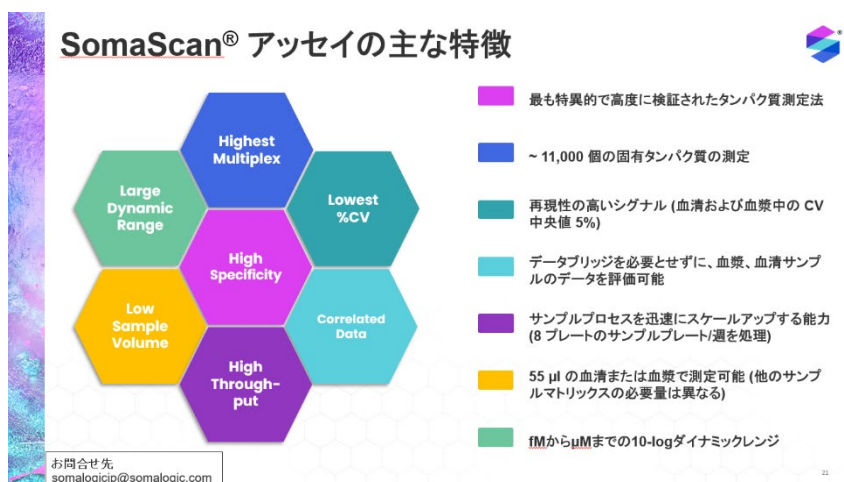 SomaScan® アッセイの主な特徴
Highest
Multiplex
Large
Dynamic
Range
Lowest
%CV
High
Specificity
Low
Sample
Volume
Correlated
Data
High
Through-
put
最も特異的で高度に検証されたタンパク質測定法
~ 11,000 個の固有タンパク質の測定
再現性の高いシグナル (血清および血漿中の CV
中央値 5%)
データブリッジを必要とせずに、血漿、血清サンプ
ルのデータを評価可能
サンプルプロセスを迅速にスケールアップする能力
(8 プレートのサンプルプレート/週を処理)
55 µl の血清または血漿で測定可能 (他のサンプ
ルマトリックスの必要量は異なる)
fMからµMまでの10-logダイナミックレンジ
お問合せ先
somalogicjp@somalogic.com
21